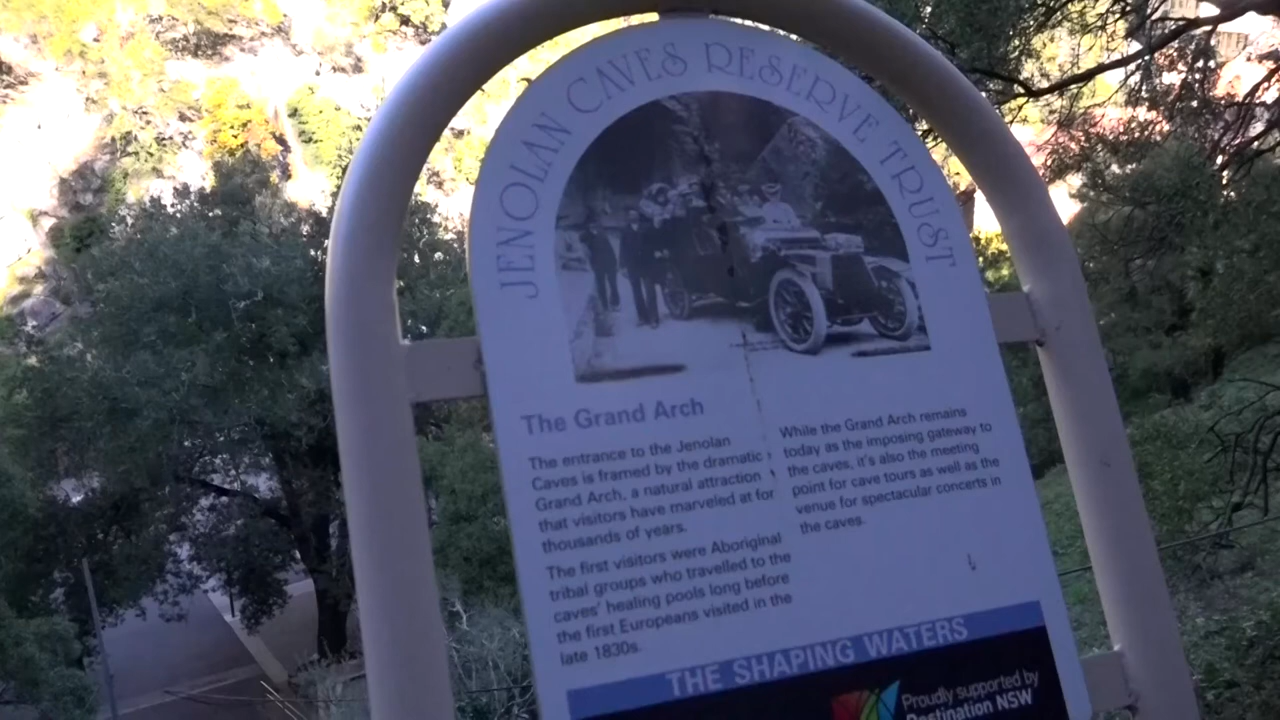 JENOLAN CAVES RESERVE TRUST
The Grand Arch
The entrance to the Jenolan
Caves is framed by the dramatic
Grand Arch, a natural attraction
that visitors have marveled at for
thousands of years.
The first visitors were Aboriginal
tribal groups who travelled to the
caves' healing pools long before
the first Europeans visited in the
late 1830s.
While the Grand Arch remains
today as the imposing gateway to
the caves, it's also the meeting
point for cave tours as well as the
venue for spectacular concerts in
the caves.
THE SHAPING WATERS
Proudly supported by
Destination NSW